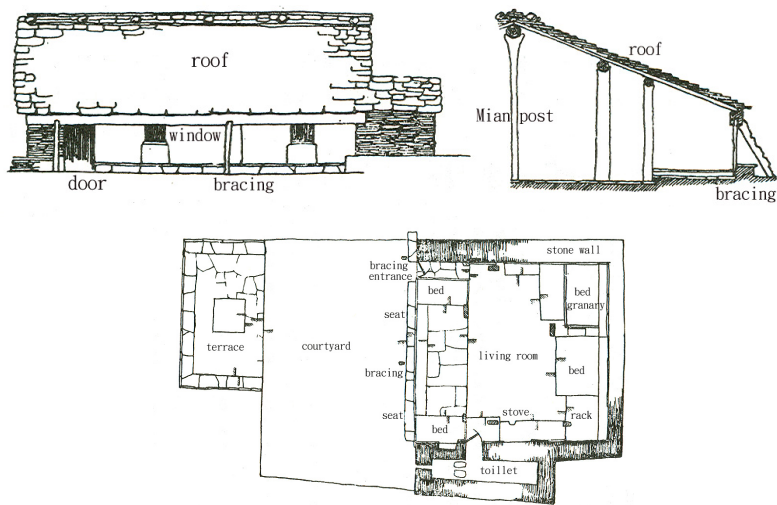 roof
window
door
bracing
roof
Mian post
bracing
stone wall
bracing
entrance
bed
bed
granary
seat
terrace
courtyard
living room
bracing
bed
seat
stove
rack
bed
toillet